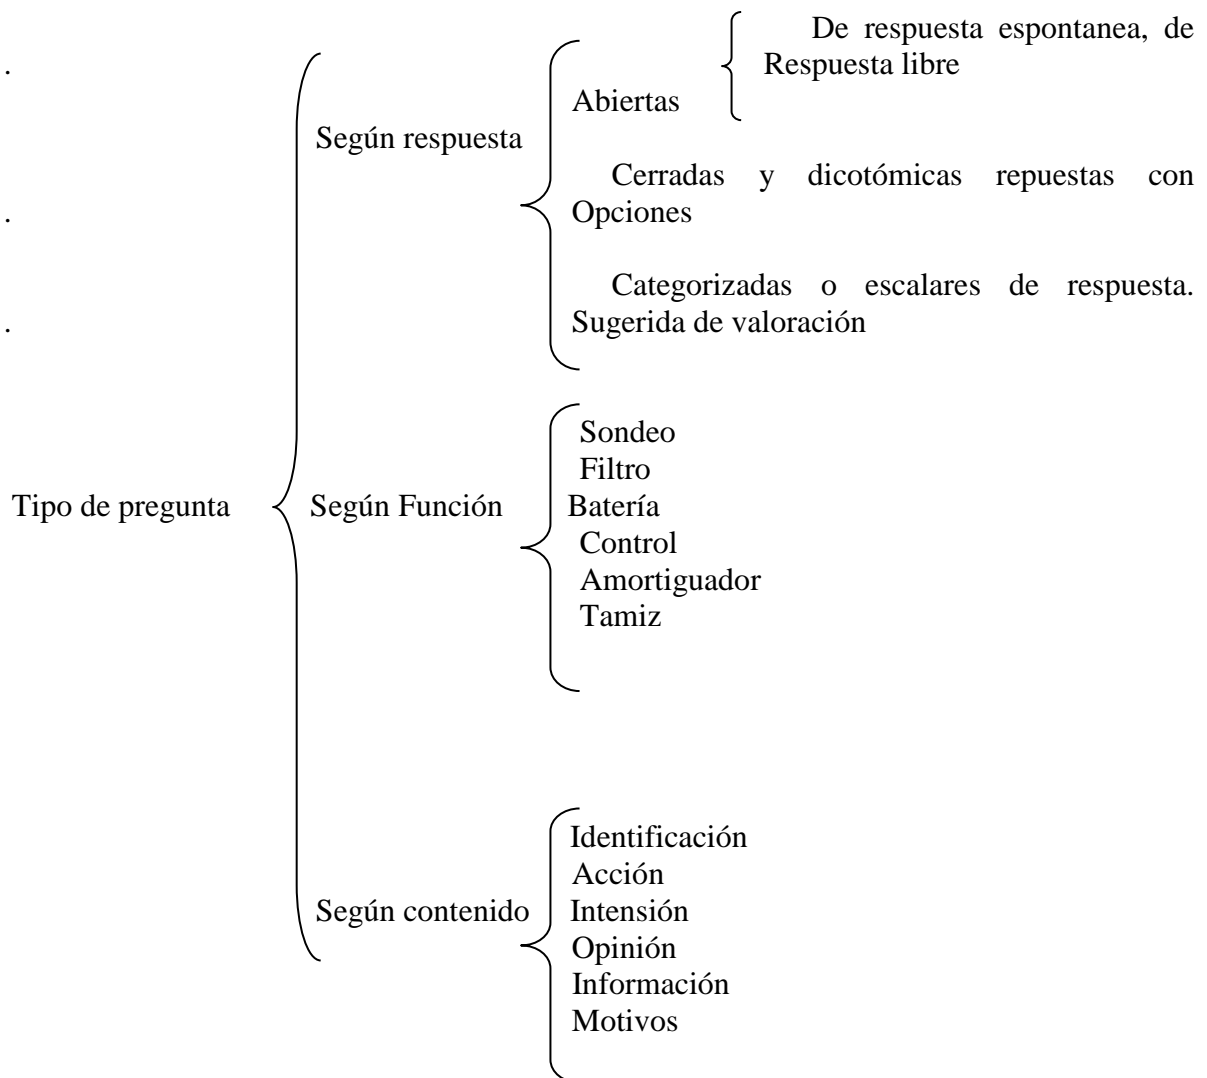 De respuesta espontanea, de
. Respuesta libre
Abiertas
Según respuesta
Cerradas y dicotómicas repuestas con
. Opciones
Categorizadas o escalares de respuesta.
. Sugerida de valoración
Sondeo
Filtro
Tipo de pregunta Según Función Batería
Control
Amortiguador
Tamiz
Identificación
Acción
Según contenido Intensión
Opinión
Información
Motivos